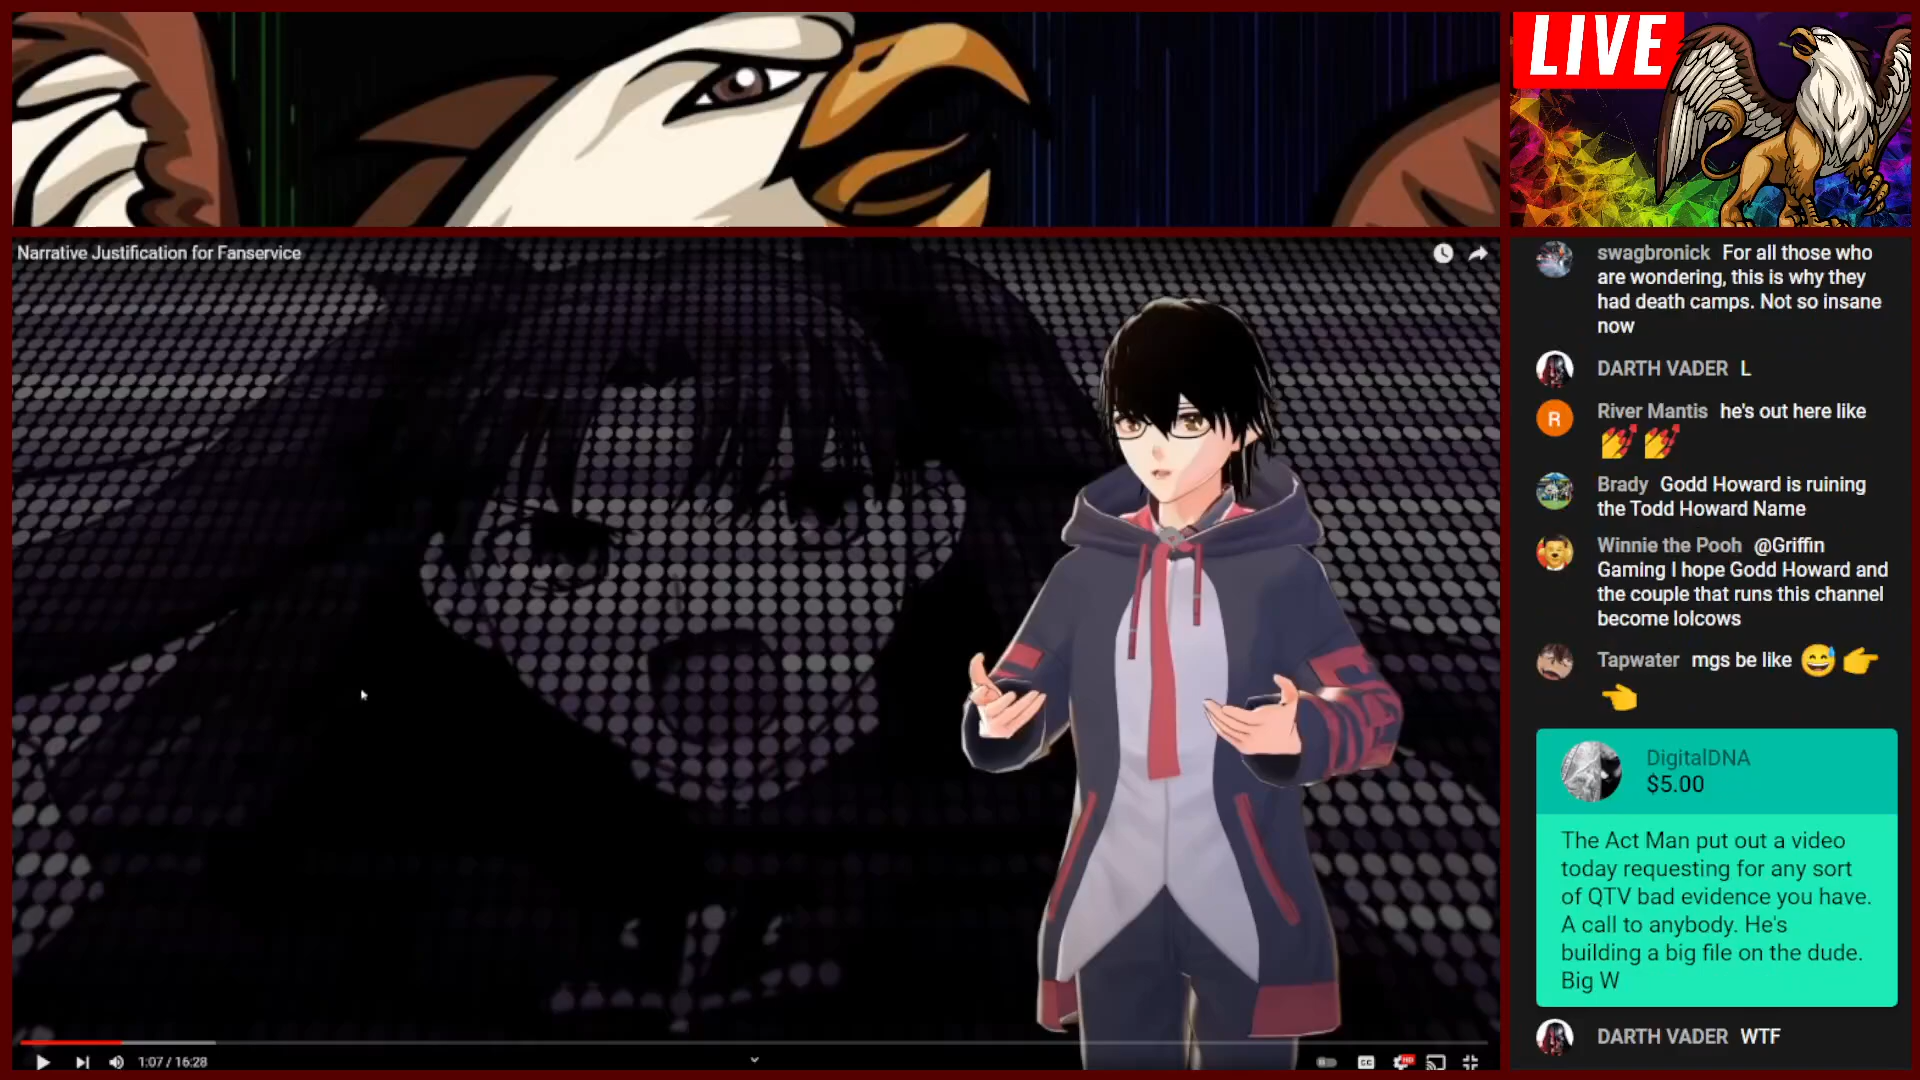 LIVE
Narrative Justification for Fanservice
swagbronick For all those who
are wondering, this is why they
had death camps. Not so insane
now
DARTH VADER L
R
River Mantis he's out here like
💅 💅
Brady Godd Howard is ruining
the Todd Howard Name
Winnie the Pooh @Griffin
Gaming I hope Godd Howard and
the couple that runs this channel
become lolcows
Tapwater mgs be like 😅 👉
👈
DigitalDNA
$5.00
The Act Man put out a video
today requesting for any sort
of QTV bad evidence you have.
A call to anybody. He's
building a big file on the dude.
Big W
DARTH VADER WTF
1:07 / 16:28
CC
HD